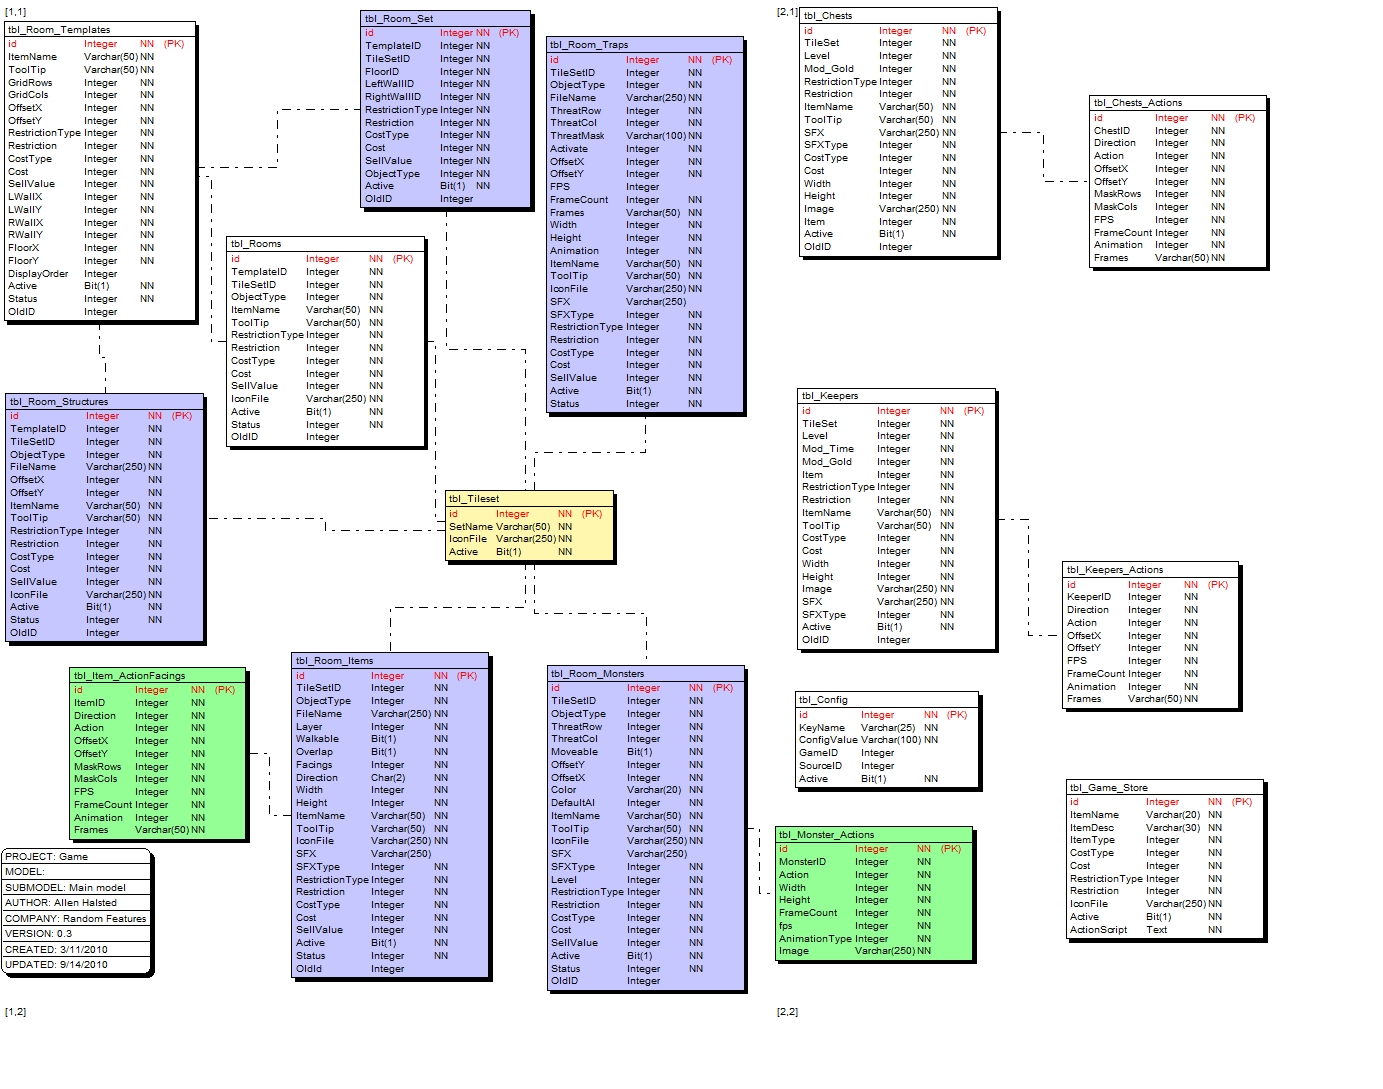 [1,1]
tbl_Room_Templates
id Integer NN (PK)
ItemName Varchar(50) NN
ToolTip Varchar(50) NN
GridRows Integer NN
GridCols Integer NN
OffsetX Integer NN
OffsetY Integer NN
RestrictionType Integer NN
Restriction Integer NN
CostType Integer NN
Cost Integer NN
SellValue Integer NN
LWallX Integer NN
LWallY Integer NN
RWallX Integer NN
RWallY Integer NN
FloorX Integer NN
FloorY Integer NN
DisplayOrder Integer
Active Bit(1) NN
Status Integer NN
OldID Integer
tbl_Room_Set
id Integer NN (PK)
TemplateID Integer NN
TileSetID Integer NN
FloorID Integer NN
LeftWallID Integer NN
RightWallID Integer NN
RestrictionType Integer NN
Restriction Integer NN
CostType Integer NN
Cost Integer NN
SellValue Integer NN
ObjectType Integer NN
Active Bit(1) NN
OldID Integer
tbl_Room_Traps
id Integer NN (PK)
TileSetID Integer NN
ObjectType Integer NN
FileName Varchar(250) NN
ThreatRow Integer NN
ThreatCol Integer NN
ThreatMask Varchar(100) NN
Activate Integer NN
OffsetX Integer NN
OffsetY Integer NN
FPS Integer
FrameCount Integer NN
Frames Varchar(50) NN
Width Integer NN
Height Integer NN
Animation Integer NN
ItemName Varchar(50) NN
ToolTip Varchar(50) NN
IconFile Varchar(250) NN
SFX Varchar(250)
SFXType Integer NN
RestrictionType Integer NN
Restriction Integer NN
CostType Integer NN
Cost Integer NN
SellValue Integer NN
Active Bit(1) NN
Status Integer NN
tbl_Rooms
id Integer NN (PK)
TemplateID Integer NN
TileSetID Integer NN
ObjectType Integer NN
ItemName Varchar(50) NN
ToolTip Varchar(50) NN
RestrictionType Integer NN
Restriction Integer NN
CostType Integer NN
Cost Integer NN
SellValue Integer NN
IconFile Varchar(250) NN
Active Bit(1) NN
Status Integer NN
OldID Integer
tbl_Room_Structures
id Integer NN (PK)
TemplateID Integer NN
TileSetID Integer NN
ObjectType Integer NN
FileName Varchar(250) NN
OffsetX Integer NN
OffsetY Integer NN
ItemName Varchar(50) NN
ToolTip Varchar(50) NN
RestrictionType Integer NN
Restriction Integer NN
CostType Integer NN
Cost Integer NN
SellValue Integer NN
IconFile Varchar(250) NN
Active Bit(1) NN
Status Integer NN
OldID Integer
tbl_Tileset
id Integer NN (PK)
SetName Varchar(50) NN
IconFile Varchar(250) NN
Active Bit(1) NN
tbl_Item_ActionFacings
id Integer NN (PK)
ItemID Integer NN
Direction Integer NN
Action Integer NN
OffsetX Integer NN
OffsetY Integer NN
MaskRows Integer NN
MaskCols Integer NN
FPS Integer NN
FrameCount Integer NN
Animation Integer NN
Frames Varchar(50) NN
tbl_Room_Items
id Integer NN (PK)
TileSetID Integer NN
ObjectType Integer NN
FileName Varchar(250) NN
Layer Integer NN
Walkable Bit(1) NN
Overlap Bit(1) NN
Facings Integer NN
Direction Char(2) NN
Width Integer NN
Height Integer NN
ItemName Varchar(50) NN
ToolTip Varchar(50) NN
IconFile Varchar(250) NN
SFX Varchar(250)
SFXType Integer NN
RestrictionType Integer NN
Restriction Integer NN
CostType Integer NN
Cost Integer NN
SellValue Integer NN
Active Bit(1) NN
Status Integer NN
OldId Integer
tbl_Room_Monsters
id Integer NN (PK)
TileSetID Integer NN
ObjectType Integer NN
ThreatRow Integer NN
ThreatCol Integer NN
Moveable Bit(1) NN
OffsetY Integer NN
OffsetX Integer NN
Color Varchar(20) NN
DefaultAI Integer NN
ItemName Varchar(50) NN
ToolTip Varchar(50) NN
IconFile Varchar(250) NN
SFX Varchar(250)
SFXType Integer NN
Level Integer NN
RestrictionType Integer NN
Restriction Integer NN
CostType Integer NN
Cost Integer NN
SellValue Integer NN
Active Bit(1) NN
Status Integer NN
OldID Integer
PROJECT: Game
MODEL:
SUBMODEL: Main model
AUTHOR: Allen Halsted
COMPANY: Random Features
VERSION: 0.3
CREATED: 3/11/2010
UPDATED: 9/14/2010
[1,2]
[2,1]
tbl_Chests
id Integer NN (PK)
TileSet Integer NN
Level Integer NN
Mod_Gold Integer NN
RestrictionType Integer NN
Restriction Integer NN
ItemName Varchar(50) NN
ToolTip Varchar(50) NN
SFX Varchar(250) NN
SFXType Integer NN
CostType Integer NN
Cost Integer NN
Width Integer NN
Height Integer NN
Image Varchar(250) NN
Item Integer NN
Active Bit(1) NN
OldID Integer
tbl_Chests_Actions
id Integer NN (PK)
ChestID Integer NN
Direction Integer NN
Action Integer NN
OffsetX Integer NN
OffsetY Integer NN
MaskRows Integer NN
MaskCols Integer NN
FPS Integer NN
FrameCount Integer NN
Animation Integer NN
Frames Varchar(50) NN
tbl_Keepers
id Integer NN (PK)
TileSet Integer NN
Level Integer NN
Mod_Time Integer NN
Mod_Gold Integer NN
Item Integer NN
RestrictionType Integer NN
Restriction Integer NN
ItemName Varchar(50) NN
ToolTip Varchar(50) NN
CostType Integer NN
Cost Integer NN
Width Integer NN
Height Integer NN
Image Varchar(250) NN
SFX Varchar(250) NN
SFXType Integer NN
Active Bit(1) NN
OldID Integer
tbl_Keepers_Actions
id Integer NN (PK)
KeeperID Integer NN
Direction Integer NN
Action Integer NN
OffsetX Integer NN
OffsetY Integer NN
FPS Integer NN
FrameCount Integer NN
Animation Integer NN
Frames Varchar(50) NN
tbl_Config
id Integer NN (PK)
KeyName Varchar(25) NN
ConfigValue Varchar(100) NN
GameID Integer
SourceID Integer
Active Bit(1) NN
tbl_Monster_Actions
id Integer NN (PK)
MonsterID Integer NN
Action Integer NN
Width Integer NN
Height Integer NN
FrameCount Integer NN
fps Integer NN
AnimationType Integer NN
Image Varchar(250) NN
tbl_Game_Store
id Integer NN (PK)
ItemName Varchar(20) NN
ItemDesc Varchar(30) NN
ItemType Integer NN
CostType Integer NN
Cost Integer NN
RestrictionType Integer NN
Restriction Integer NN
IconFile Varchar(250) NN
Active Bit(1) NN
ActionScript Text NN
[2,2]